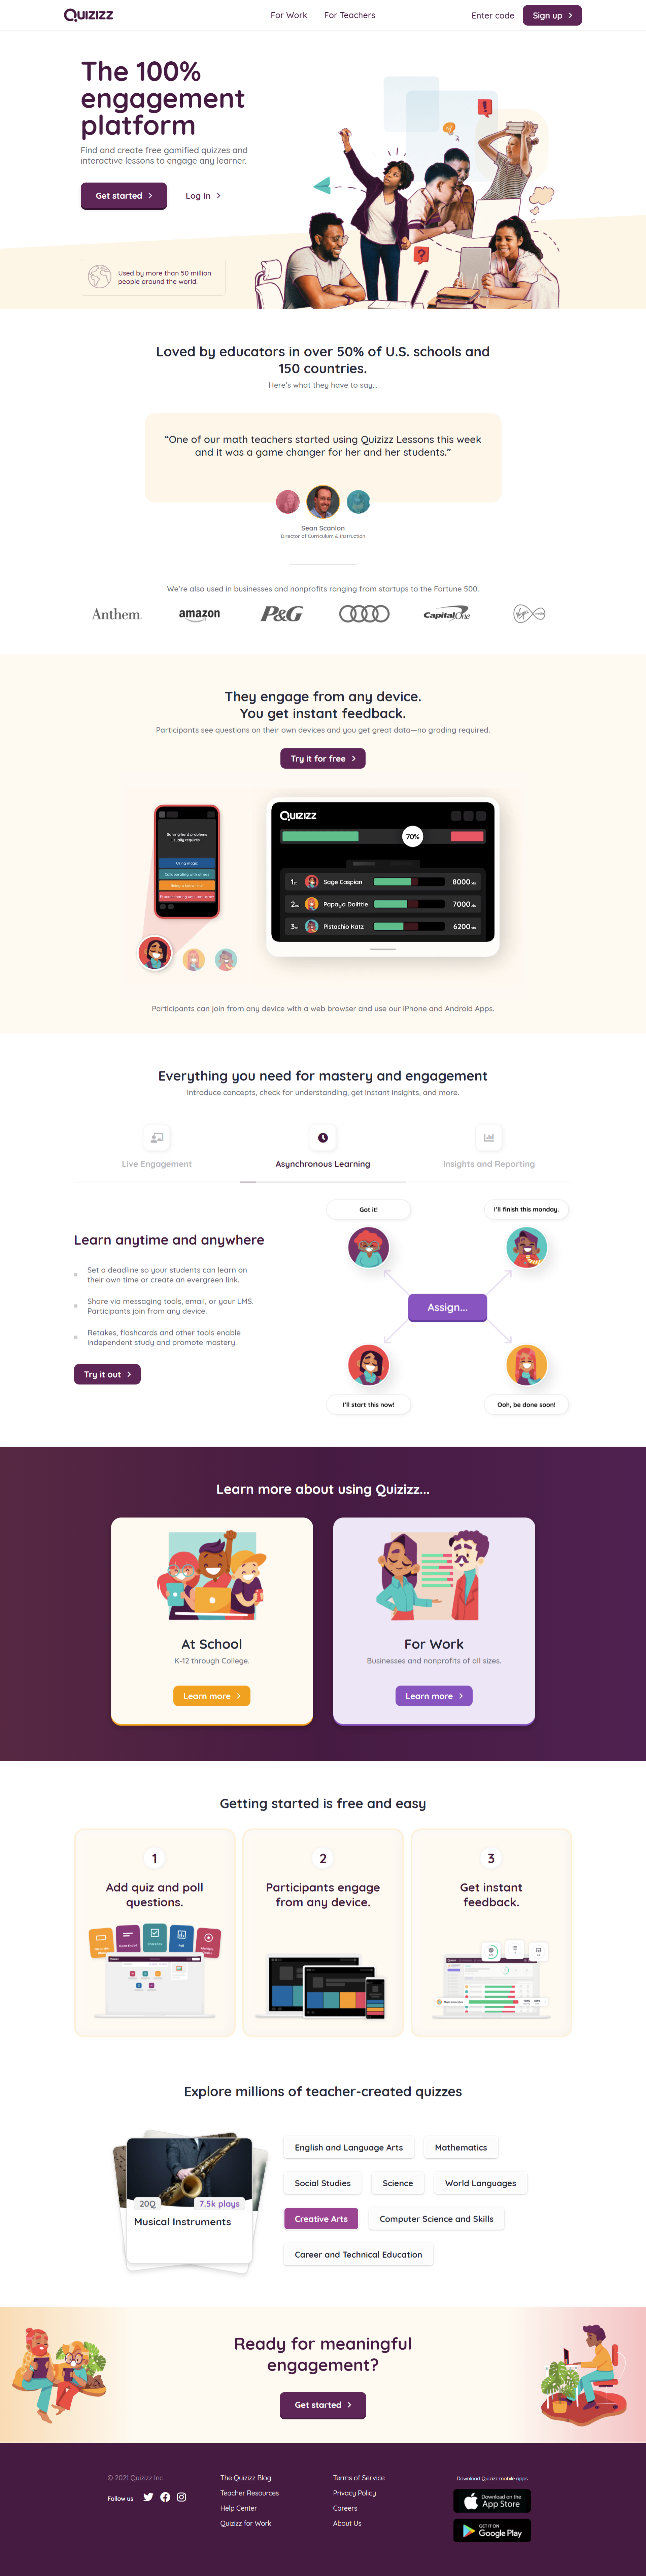 Quizizz
For Work
For Teachers
Enter code
Sign up
The 100%
engagement
platform
Find and create free gamified quizzes and
interactive lessons to engage any learner.
Get started
Log In
Used by more than 50 million
people around the world.
Loved by educators in over 50% of U.S. schools and
150 countries.
Here's what they have to say...
“One of our math teachers started using Quizizz Lessons this week
and it was a game changer for her and her students.”
Sean Scanlon
Director of Curriculum & Instruction
We're also used in businesses and nonprofits ranging from startups to the Fortune 500.
Anthem
amazon
P&G
Capital One
They engage from any device.
You get instant feedback.
Participants see questions on their own devices and you get great data—no grading required.
Try it for free
Solving hard problems
usually requires...
Using magic
Collaborating with others
Being a know-it-all
Quizizz
70%
1st Sage Caspian 8000pts
2nd Papaya Dolittle 7000pts
3rd Pistachio Katz 6200pts
Participants can join from any device with a web browser and use our iPhone and Android Apps.
Everything you need for mastery and engagement
Introduce concepts, check for understanding, get instant insights, and more.
Live Engagement
Asynchronous Learning
Insights and Reporting
Learn anytime and anywhere
Set a deadline so your students can learn on
their own time or create an evergreen link.
Share via messaging tools, email, or your LMS.
Participants join from any device.
Retakes, flashcards and other tools enable
independent study and promote mastery.
Try it out
Got it!
I'll finish this monday.
Assign...
I'll start this now!
Ooh, be done soon!
Learn more about using Quizizz...
At School
K-12 through College.
Learn more
For Work
Businesses and nonprofits of all sizes.
Learn more
Getting started is free and easy
1
Add quiz and poll
questions.
2
Participants engage
from any device.
3
Get instant
feedback.
Explore millions of teacher-created quizzes
20Q
7.5k plays
Musical Instruments
English and Language Arts
Mathematics
Social Studies
Science
World Languages
Creative Arts
Computer Science and Skills
Career and Technical Education
Ready for meaningful
engagement?
Get started
© 2021 Quizizz Inc.
Follow us
The Quizizz Blog
Teacher Resources
Help Center
Quizizz for Work
Terms of Service
Privacy Policy
Careers
About Us
Download Quizizz mobile apps
Download on the
App Store
GET IT ON
Google Play